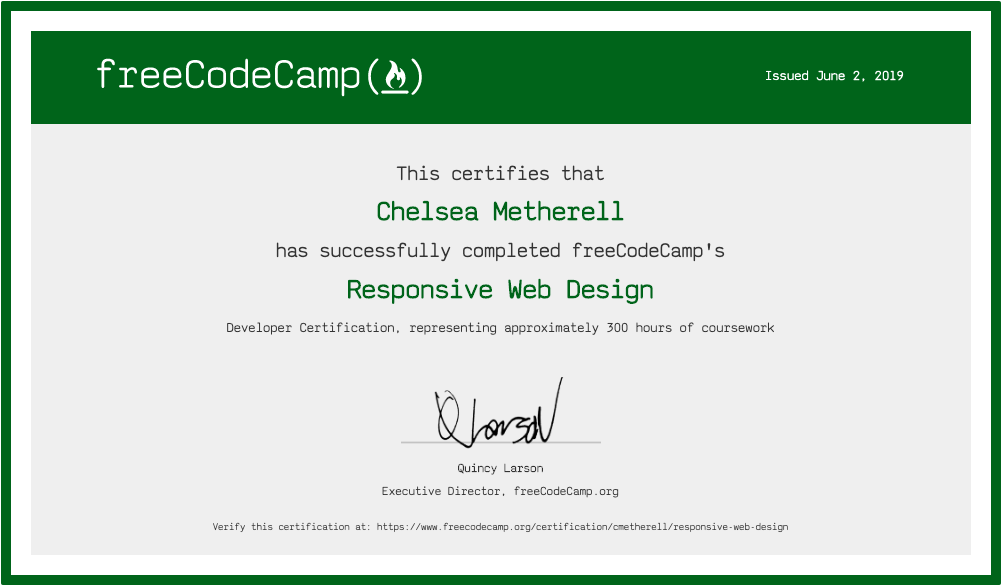 freeCodeCamp()
Issued June 2, 2019
This certifies that
Chelsea Metherell
has successfully completed freeCodeCamp's
Responsive Web Design
Developer Certification, representing approximately 300 hours of coursework
Q Larson
Quincy Larson
Executive Director, freeCodeCamp.org
Verify this certification at: https://www.freecodecamp.org/certification/cmetherell/responsive-web-design